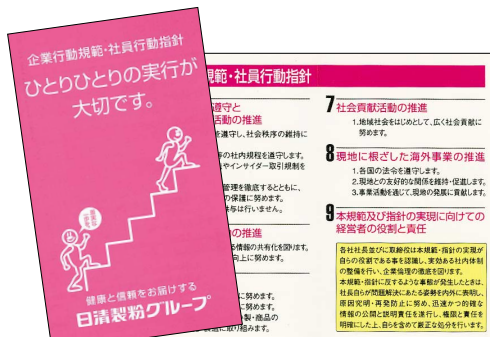 企業行動規範・社員行動指針
ひとりひとりの実行が
大切です。
健康と信頼をお届けする
日清製粉グループ
規範・社員行動指針
遵守と
活動の推進
を遵守し、社会秩序の維持に
の社内規程を遵守します。
やインサイダー取引規制を
管理を徹底するとともに、
の保護に努めます。
与は行いません。
の推進
る情報の共有化を図ります。
向上に努めます。
に努めます。
に努めます。
製・商品の
に取り組みます。
7 社会貢献活動の推進
1.地域社会をはじめとして、広く社会貢献に
努めます。
8 現地に根ざした海外事業の推進
1.各国の法令を遵守します。
2.現地との友好的な関係を維持・促進します。
3.事業活動を通じて、現地の発展に貢献します。
9 本規範及び指針の実現に向けての
経営者の役割と責任
各社社長並びに取締役は本規範・指針の実現が
自らの役割である事を認識し、実効ある社内体制
の整備を行い、企業倫理の徹底を図ります。
本規範・指針に反するような事態が発生したときは、
社長自らが問題解決にあたる姿勢を内外に表明し、
原因究明・再発防止に努め、迅速かつ的確な
情報の公開と説明責任を遂行し、権限と責任を
明確にした上、自らを含めて厳正な処分を行います。